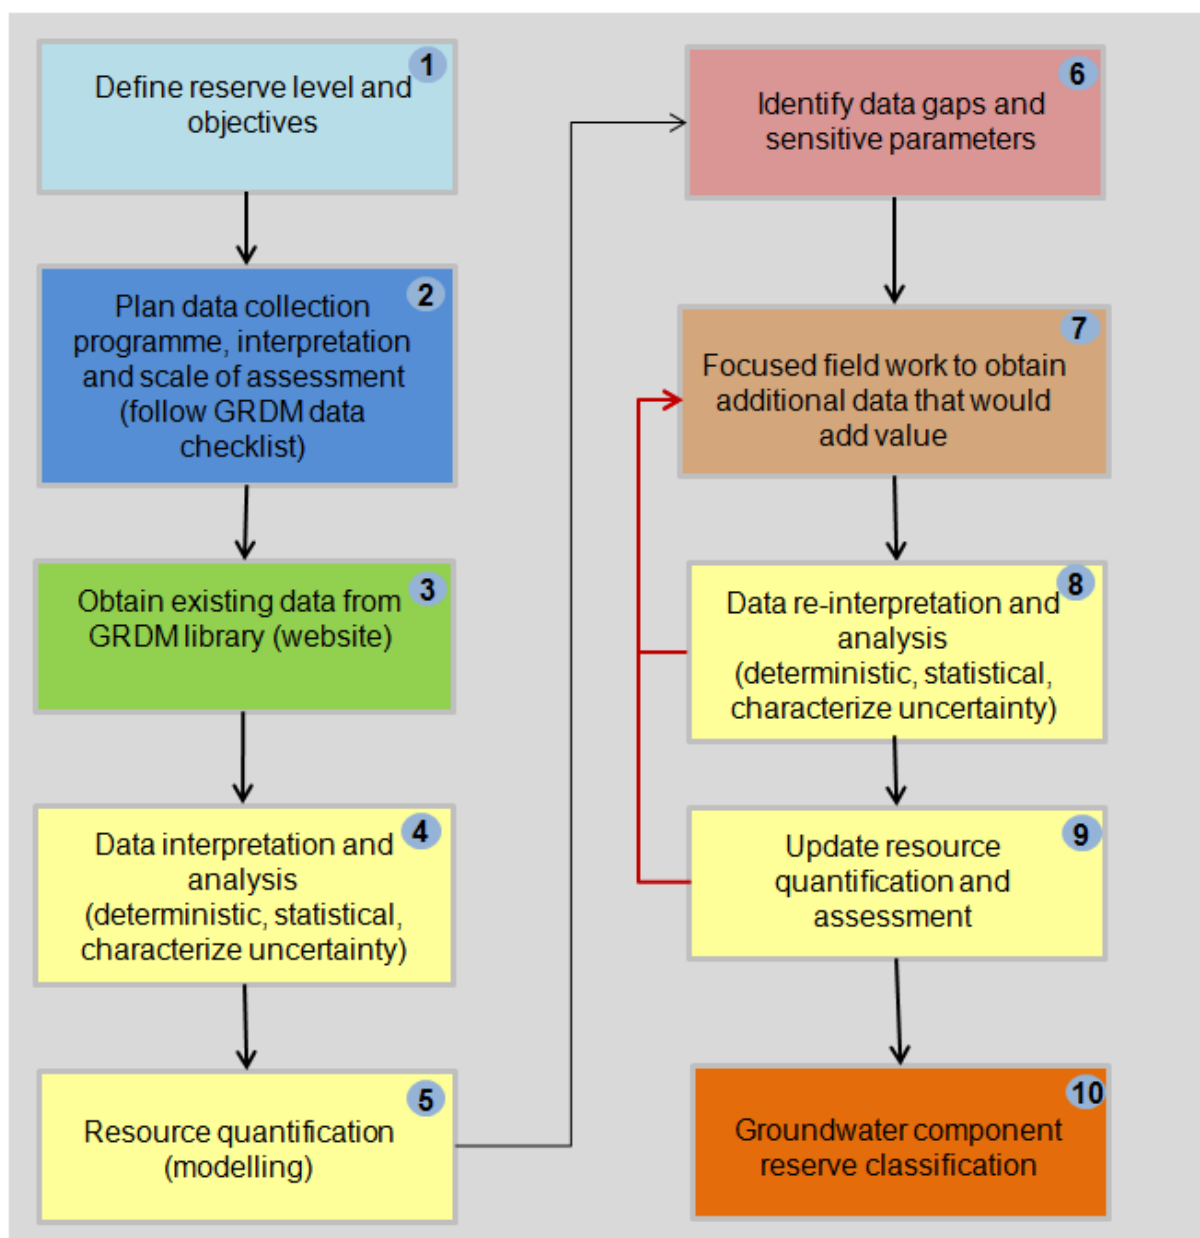 1
Define reserve level and
objectives
2
Plan data collection
programme, interpretation
and scale of assessment
(follow GRDM data
checklist)
3
Obtain existing data from
GRDM library (website)
4
Data interpretation and
analysis
(deterministic, statistical,
characterize uncertainty)
5
Resource quantification
(modelling)
6
Identify data gaps and
sensitive parameters
7
Focused field work to obtain
additional data that would
add value
8
Data re-interpretation and
analysis
(deterministic, statistical,
characterize uncertainty)
9
Update resource
quantification and
assessment
10
Groundwater component
reserve classification